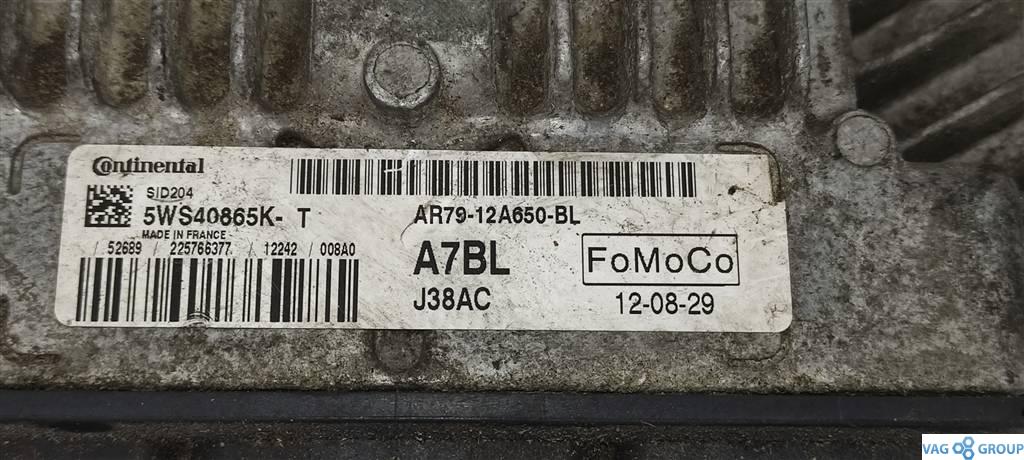 Continental
SID204
5WS40865K- T
MADE IN FRANCE
/ 52689 / 225766377 / 12242 / 008A0
AR79-12A650-BL
A7BL
FoMoCo
J38AC
12-08-29
VAG GROUP